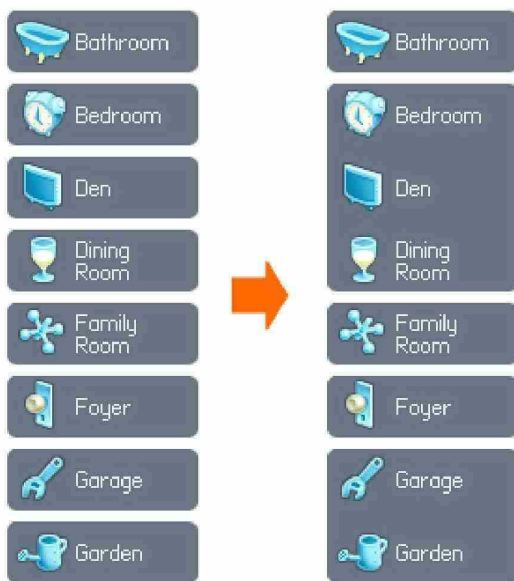 Bathroom
Bedroom
Den
Dining
Room
Family
Room
Foyer
Garage
Garden
Bathroom
Bedroom
Den
Dining
Room
Family
Room
Foyer
Garage
Garden